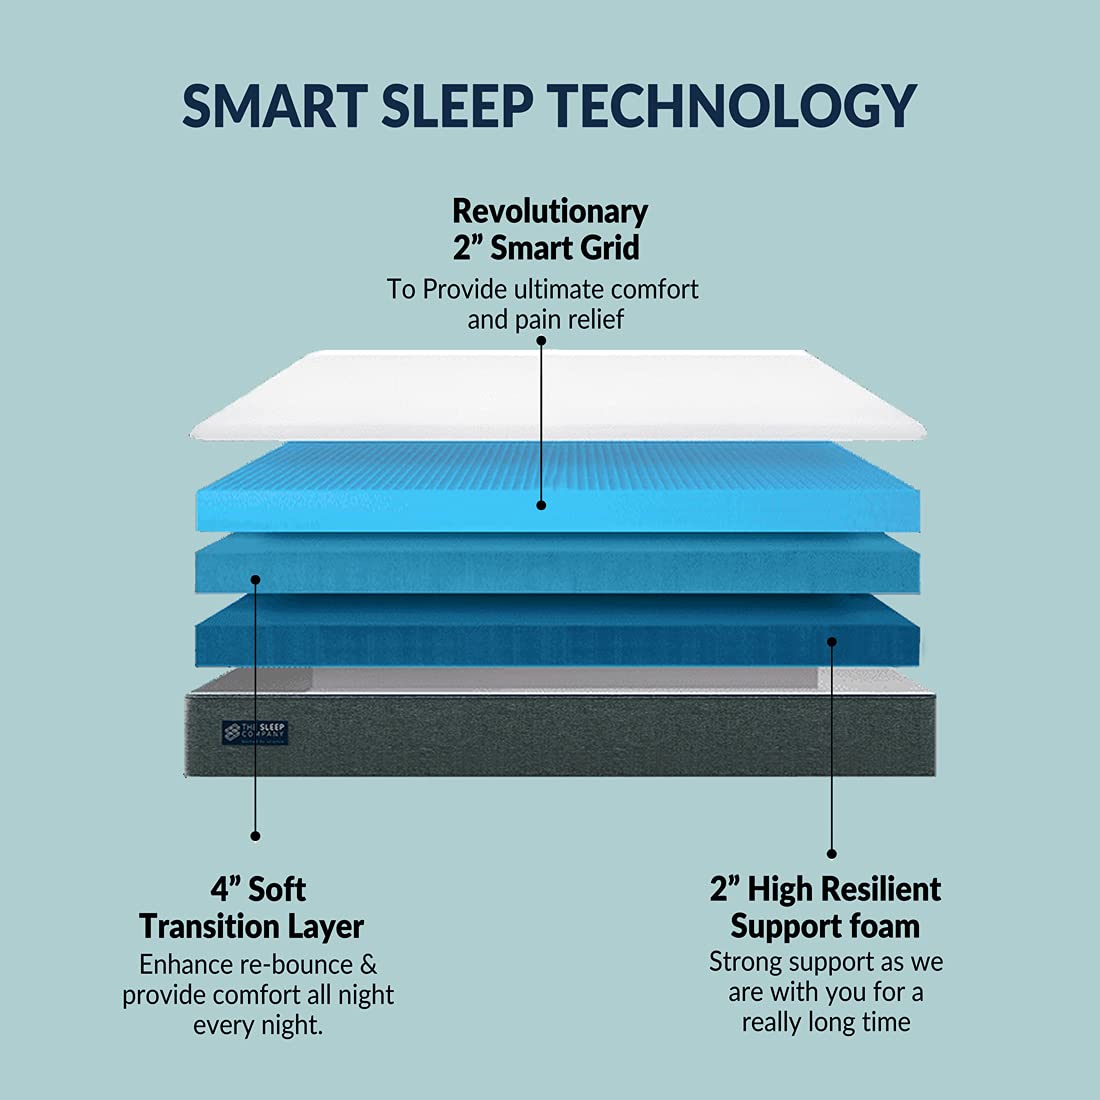 SMART SLEEP TECHNOLOGY
Revolutionary
2” Smart Grid
To Provide ultimate comfort
and pain relief
THE SLEEP
COMPANY
4” Soft
Transition Layer
Enhance re-bounce &
provide comfort all night
every night.
2” High Resilient
Support foam
Strong support as we
are with you for a
really long time